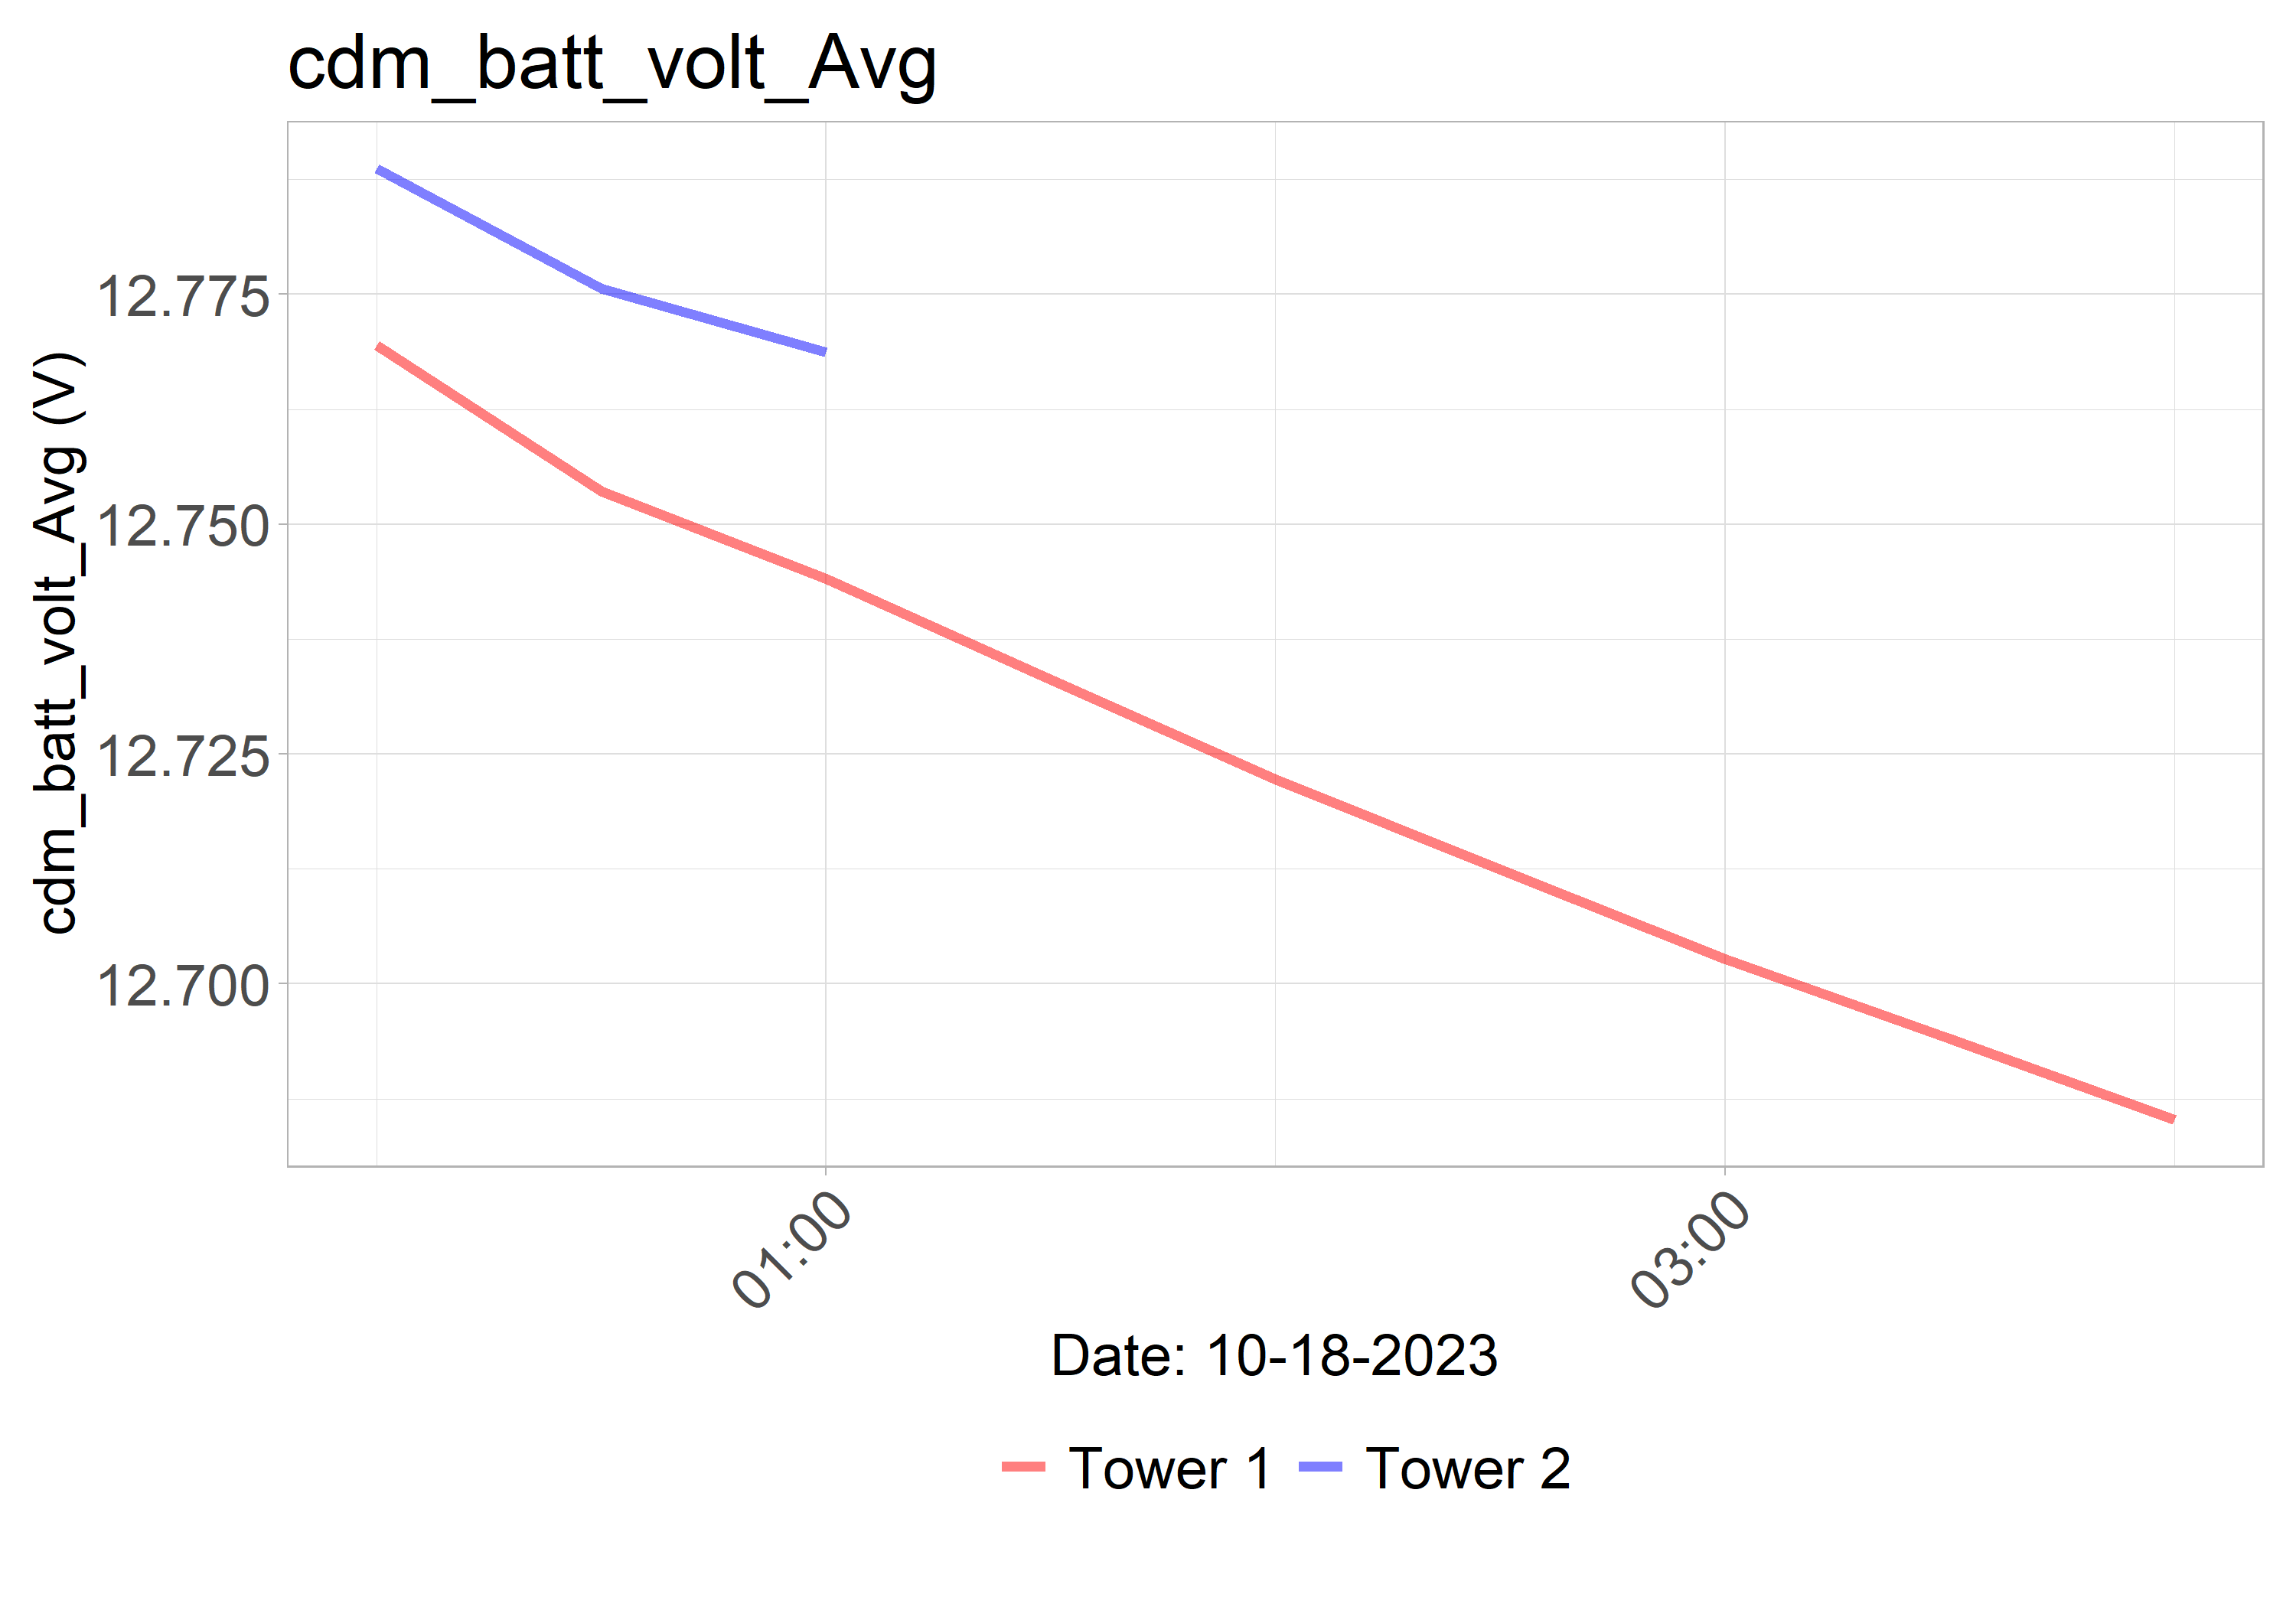 cdm_batt_volt_Avg
cdm_batt_volt_Avg (V)
12.775
12.750
12.725
12.700
01:00
03:00
Date: 10-18-2023
Tower 1
Tower 2